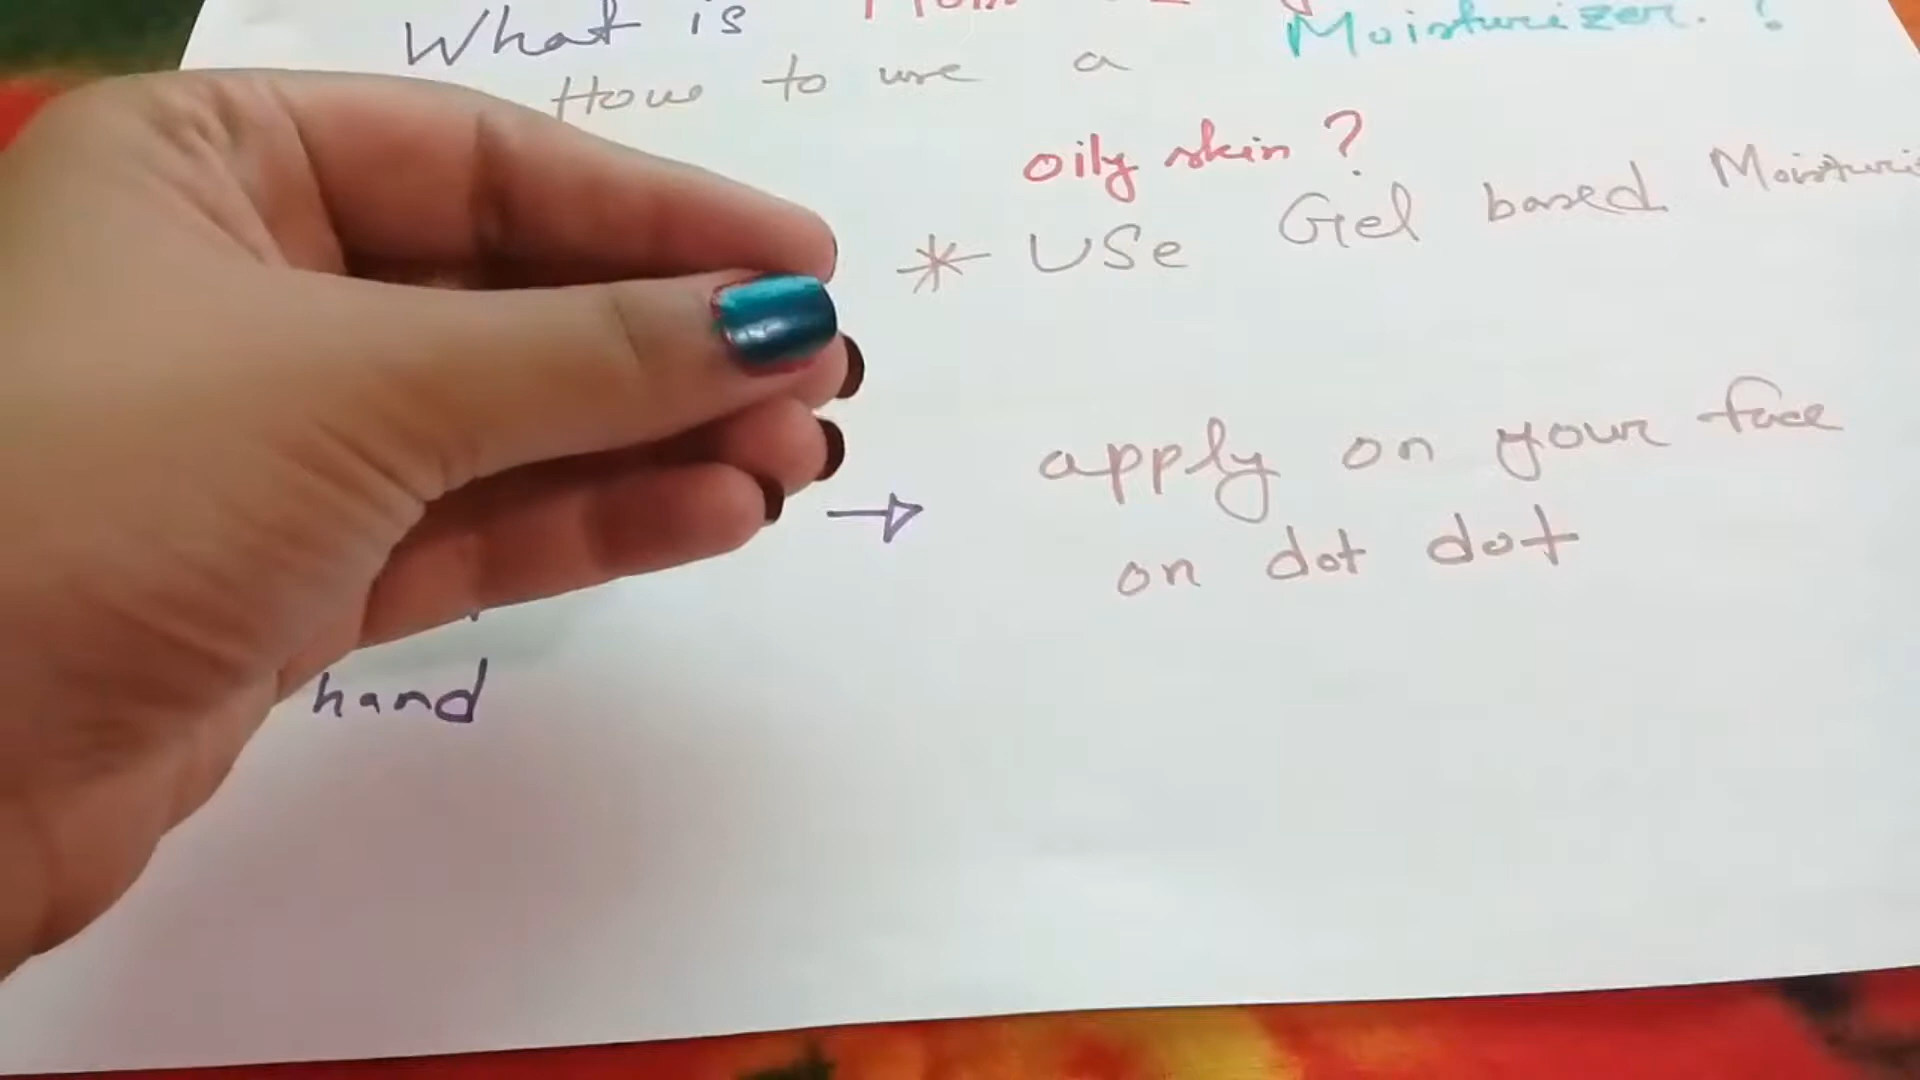 What is
How to use a Moisturizer. ?
oily skin ?
* USe Gel based Moisturi
→ apply on your face
on dot dot
hand